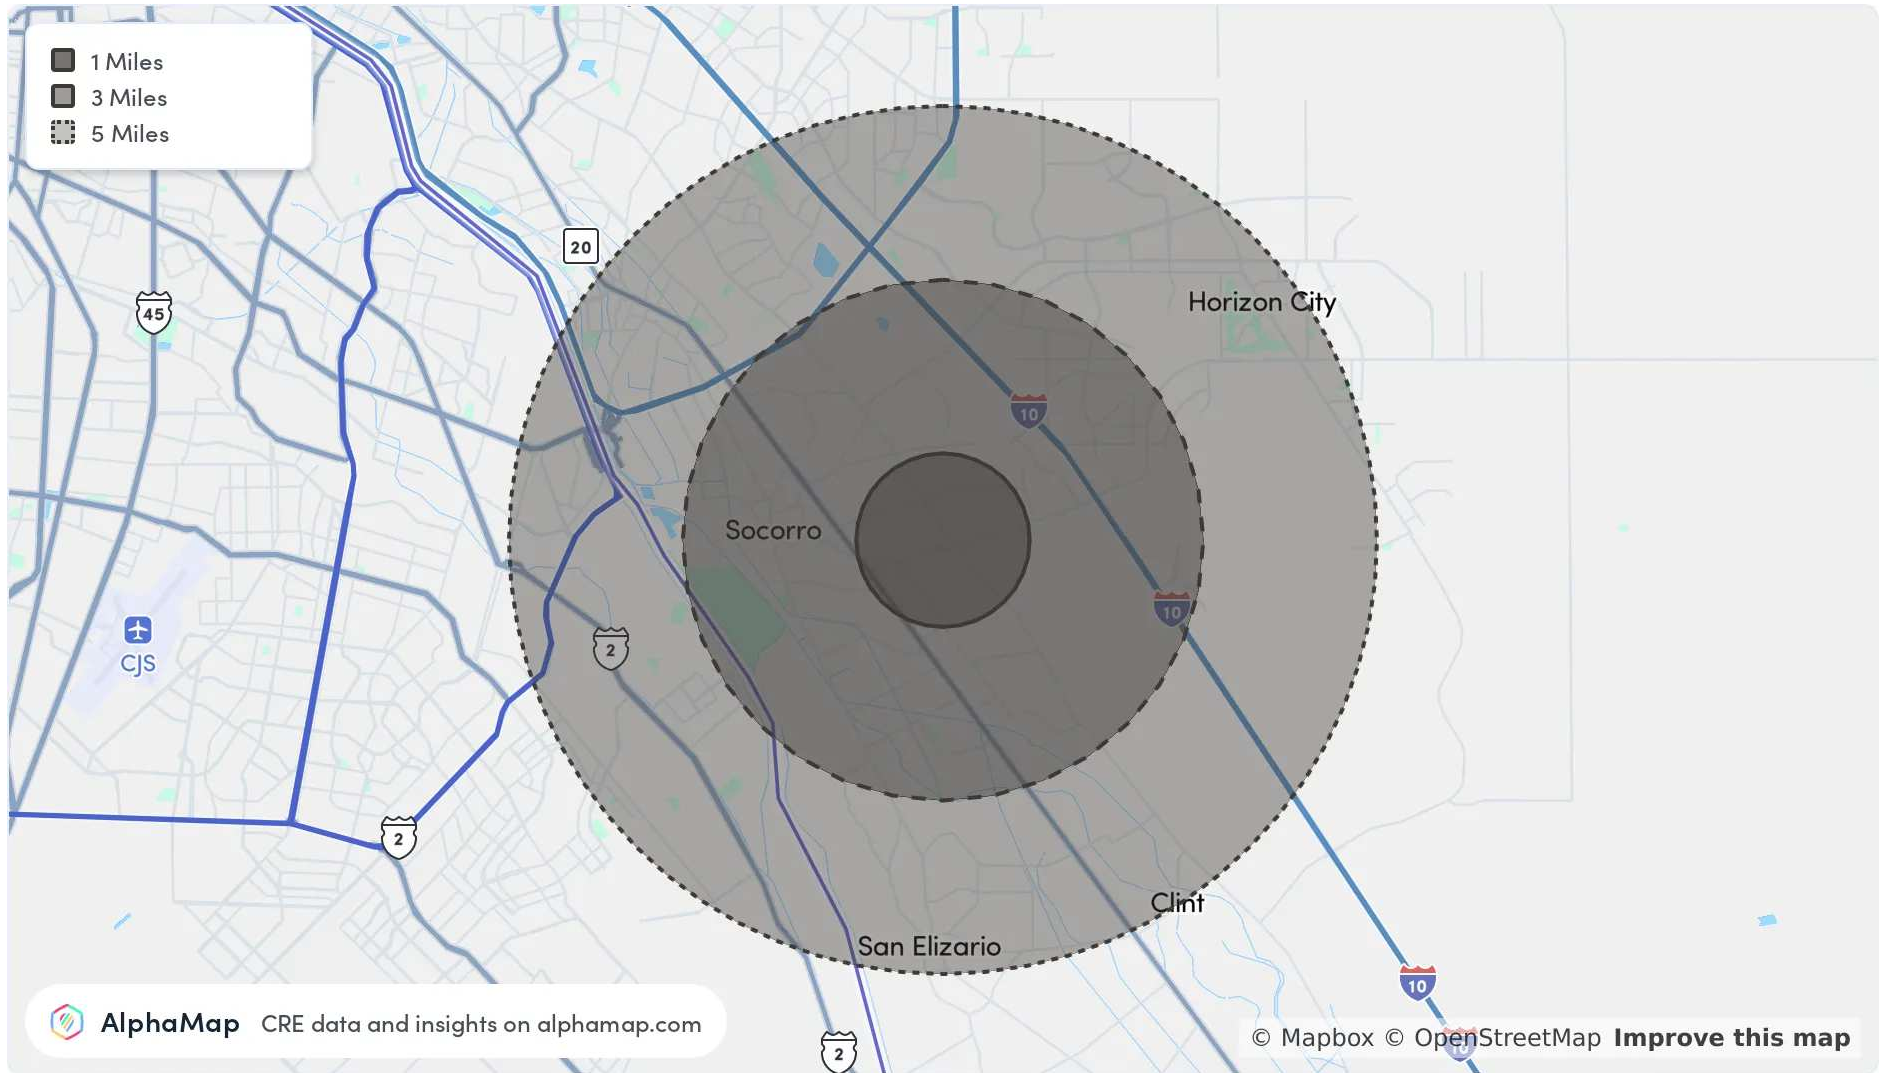 1 Miles
3 Miles
5 Miles
20
45
Horizon City
10
Socorro
10
CJS
2
2
Clint
San Elizario
10
AlphaMap CRE data and insights on alphamap.com
2
© Mapbox © OpenStreetMap Improve this map
10